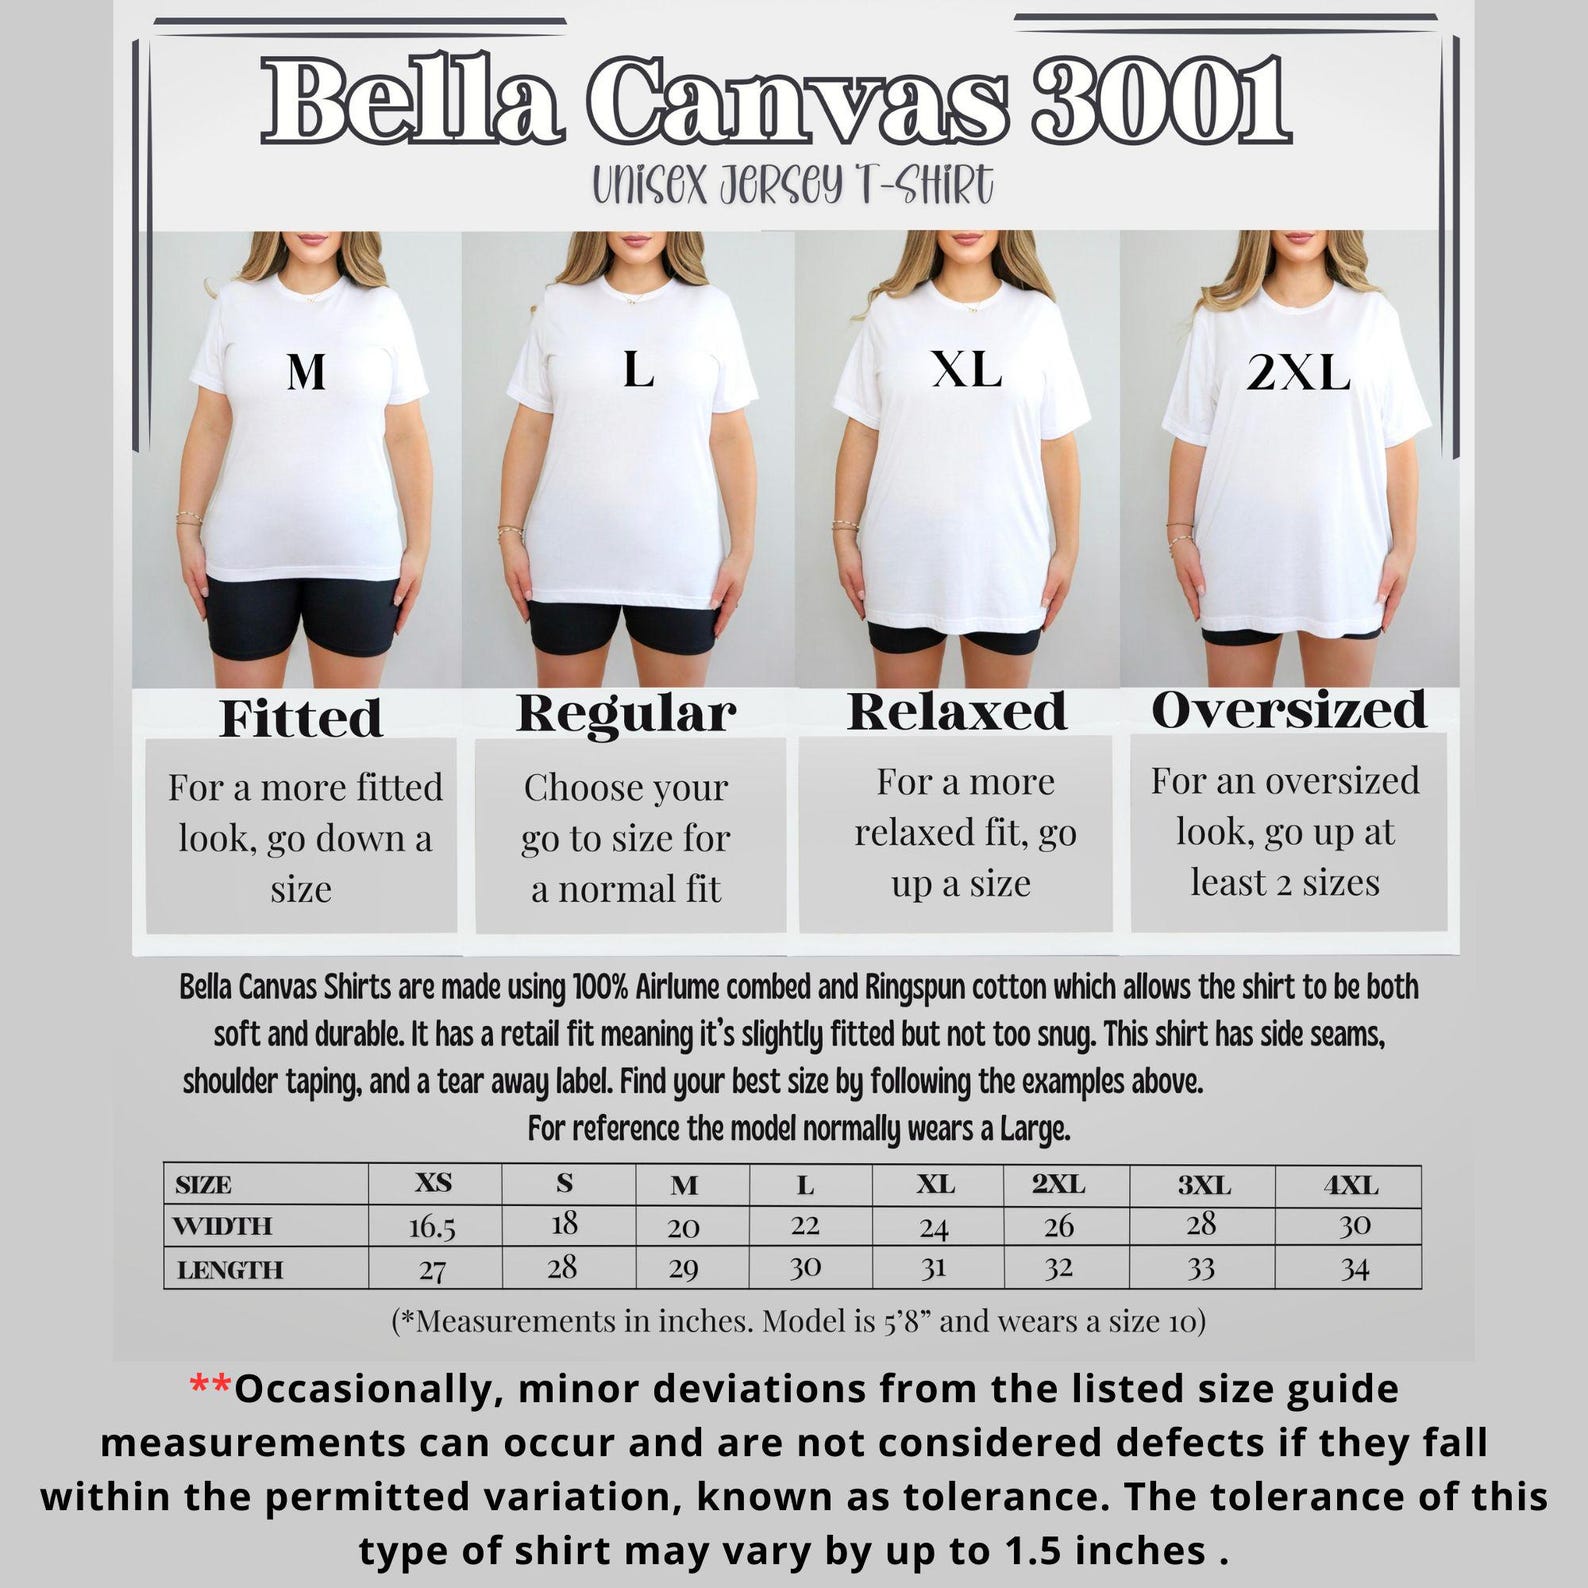 Bella Canvas 3001
UNISEX JERSEY T-SHIRT
M
L
XL
2XL
Fitted
For a more fitted
look, go down a
size
Regular
Choose your
go to size for
a normal fit
Relaxed
For a more
relaxed fit, go
up a size
Oversized
For an oversized
look, go up at
least 2 sizes
Bella Canvas Shirts are made using 100% Airlume combed and Ringspun cotton which allows the shirt to be both
soft and durable. It has a retail fit meaning it's slightly fitted but not too snug. This shirt has side seams,
shoulder taping, and a tear away label. Find your best size by following the examples above.
For reference the model normally wears a Large.
SIZE XS S M L XL 2XL 3XL 4XL
WIDTH 16.5 18 20 22 24 26 28 30
LENGTH 27 28 29 30 31 32 33 34
(*Measurements in inches. Model is 5'8” and wears a size 10)
**Occasionally, minor deviations from the listed size guide
measurements can occur and are not considered defects if they fall
within the permitted variation, known as tolerance. The tolerance of this
type of shirt may vary by up to 1.5 inches .